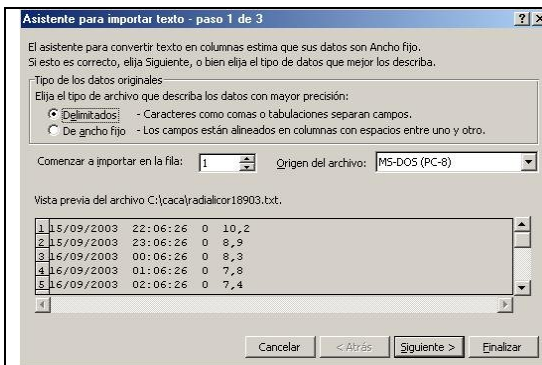 Asistente para importar texto - paso 1 de 3
El asistente para convertir texto en columnas estima que sus datos son Ancho fijo.
Si esto es correcto, elija Siguiente, o bien elija el tipo de datos que mejor los describa.
Tipo de los datos originales
Elija el tipo de archivo que describa los datos con mayor precisión:
Delimitados - Caracteres como comas o tabulaciones separan campos.
De ancho fijo - Los campos están alineados en columnas con espacios entre uno y otro.
Comenzar a importar en la fila: 1 Origen del archivo: MS-DOS (PC-8)
Vista previa del archivo C:\caca\radialicor18903.txt.
1 15/09/2003 22:06:26 0 10,2
2 15/09/2003 23:06:26 0 8,9
3 16/09/2003 00:06:26 0 8,3
4 16/09/2003 01:06:26 0 7,8
5 16/09/2003 02:06:26 0 7,4
Cancelar < Atrás Siguiente > Finalizar